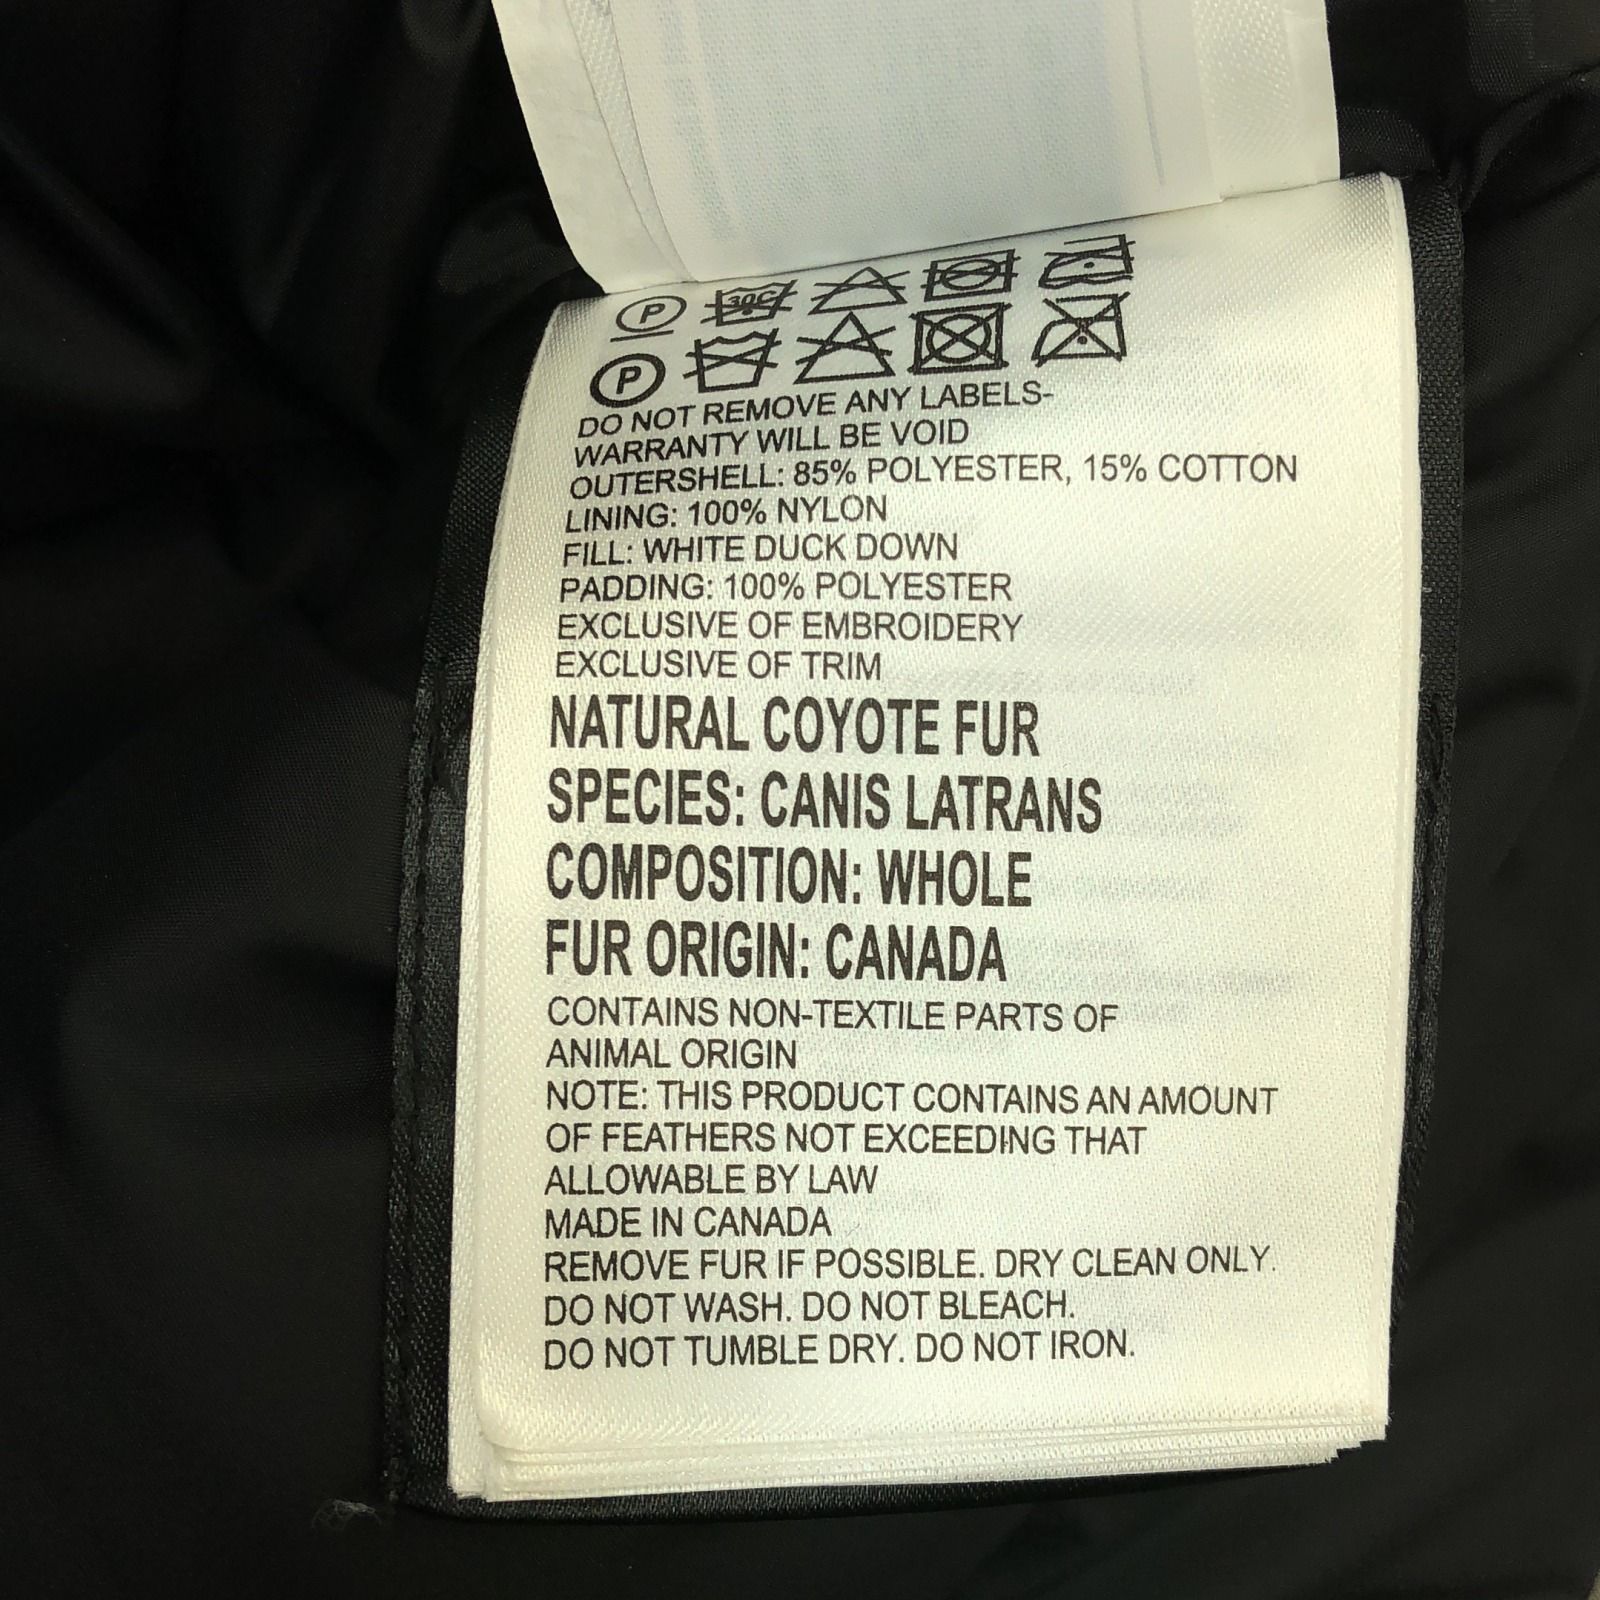 P 30C
P
DO NOT REMOVE ANY LABELS-
WARRANTY WILL BE VOID
OUTERSHELL: 85% POLYESTER, 15% COTTON
LINING: 100% NYLON
FILL: WHITE DUCK DOWN
PADDING: 100% POLYESTER
EXCLUSIVE OF EMBROIDERY
EXCLUSIVE OF TRIM
NATURAL COYOTE FUR
SPECIES: CANIS LATRANS
COMPOSITION: WHOLE
FUR ORIGIN: CANADA
CONTAINS NON-TEXTILE PARTS OF
ANIMAL ORIGIN
NOTE: THIS PRODUCT CONTAINS AN AMOUNT
OF FEATHERS NOT EXCEEDING THAT
ALLOWABLE BY LAW
MADE IN CANADA
REMOVE FUR IF POSSIBLE. DRY CLEAN ONLY.
DO NOT WASH. DO NOT BLEACH.
DO NOT TUMBLE DRY. DO NOT IRON.